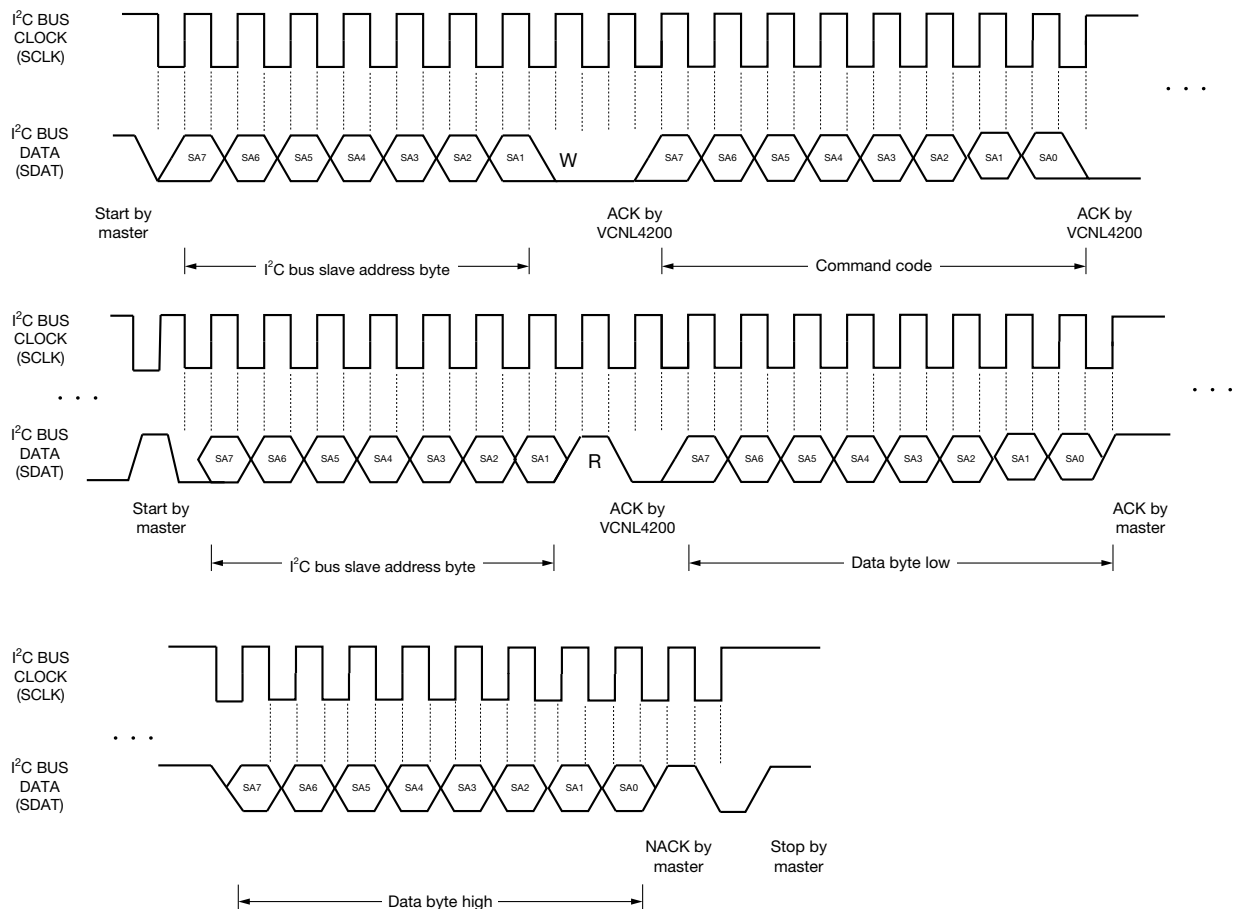 I²C BUS
CLOCK
(SCLK)
. . .
I²C BUS
DATA
(SDAT)
SA7 SA6 SA5 SA4 SA3 SA2 SA1 W SA7 SA6 SA5 SA4 SA3 SA2 SA1 SA0
Start by
master
ACK by
VCNL4200
ACK by
VCNL4200
I²C bus slave address byte
Command code
I²C BUS
CLOCK
(SCLK)
. . .
. . .
I²C BUS
DATA
(SDAT)
SA7 SA6 SA5 SA4 SA3 SA2 SA1 R SA7 SA6 SA5 SA4 SA3 SA2 SA1 SA0
Start by
master
ACK by
VCNL4200
ACK by
master
I²C bus slave address byte
Data byte low
I²C BUS
CLOCK
(SCLK)
. . .
I²C BUS
DATA
(SDAT)
SA7 SA6 SA5 SA4 SA3 SA2 SA1 SA0
NACK by
master
Stop by
master
Data byte high